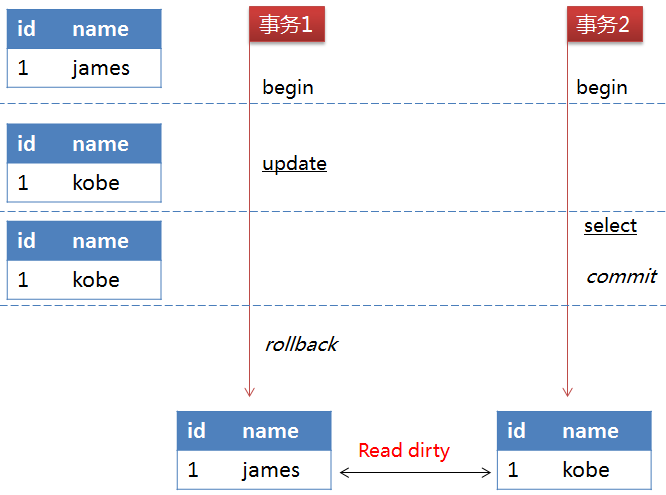 id name
1 james
事务1
事务2
begin
begin
id name
1 kobe
update
id name
1 kobe
select
commit
rollback
id name
1 james
Read dirty
id name
1 kobe